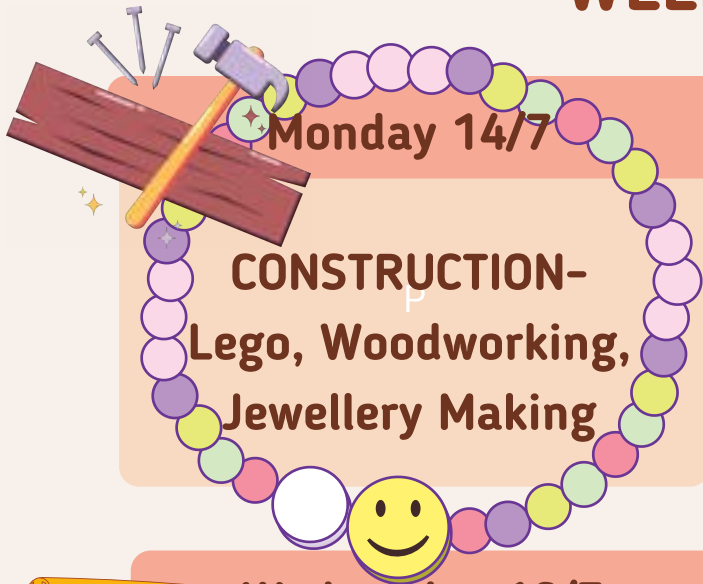 Monday 14/7
CONSTRUCTION-
P
Lego, Woodworking,
Jewellery Making